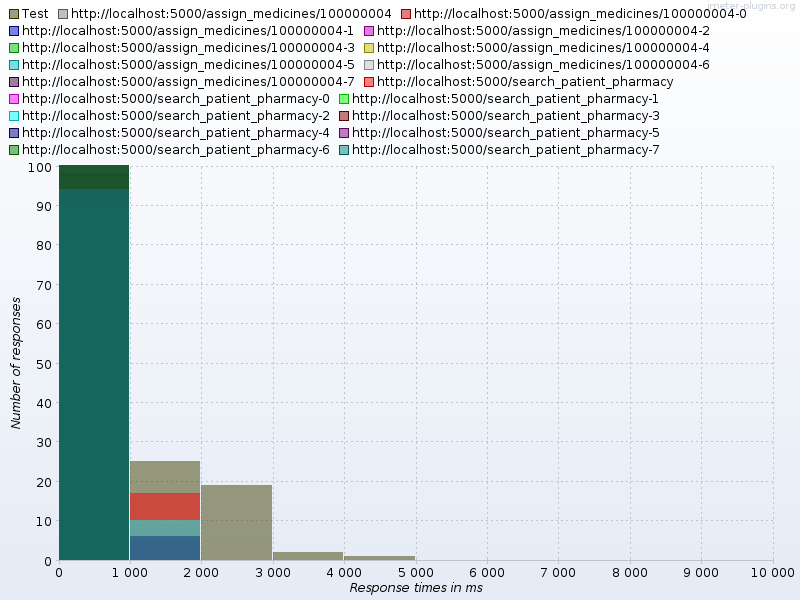 jmeter-plugins.org
Test http://localhost:5000/assign_medicines/100000004 http://localhost:5000/assign_medicines/100000004-0
http://localhost:5000/assign_medicines/100000004-1 http://localhost:5000/assign_medicines/100000004-2
http://localhost:5000/assign_medicines/100000004-3 http://localhost:5000/assign_medicines/100000004-4
http://localhost:5000/assign_medicines/100000004-5 http://localhost:5000/assign_medicines/100000004-6
http://localhost:5000/assign_medicines/100000004-7 http://localhost:5000/search_patient_pharmacy
http://localhost:5000/search_patient_pharmacy-0 http://localhost:5000/search_patient_pharmacy-1
http://localhost:5000/search_patient_pharmacy-2 http://localhost:5000/search_patient_pharmacy-3
http://localhost:5000/search_patient_pharmacy-4 http://localhost:5000/search_patient_pharmacy-5
http://localhost:5000/search_patient_pharmacy-6 http://localhost:5000/search_patient_pharmacy-7
100
90
80
70
60
50
40
30
20
10
0
Number of responses
0 1 000 2 000 3 000 4 000 5 000 6 000 7 000 8 000 9 000 10 000
Response times in ms